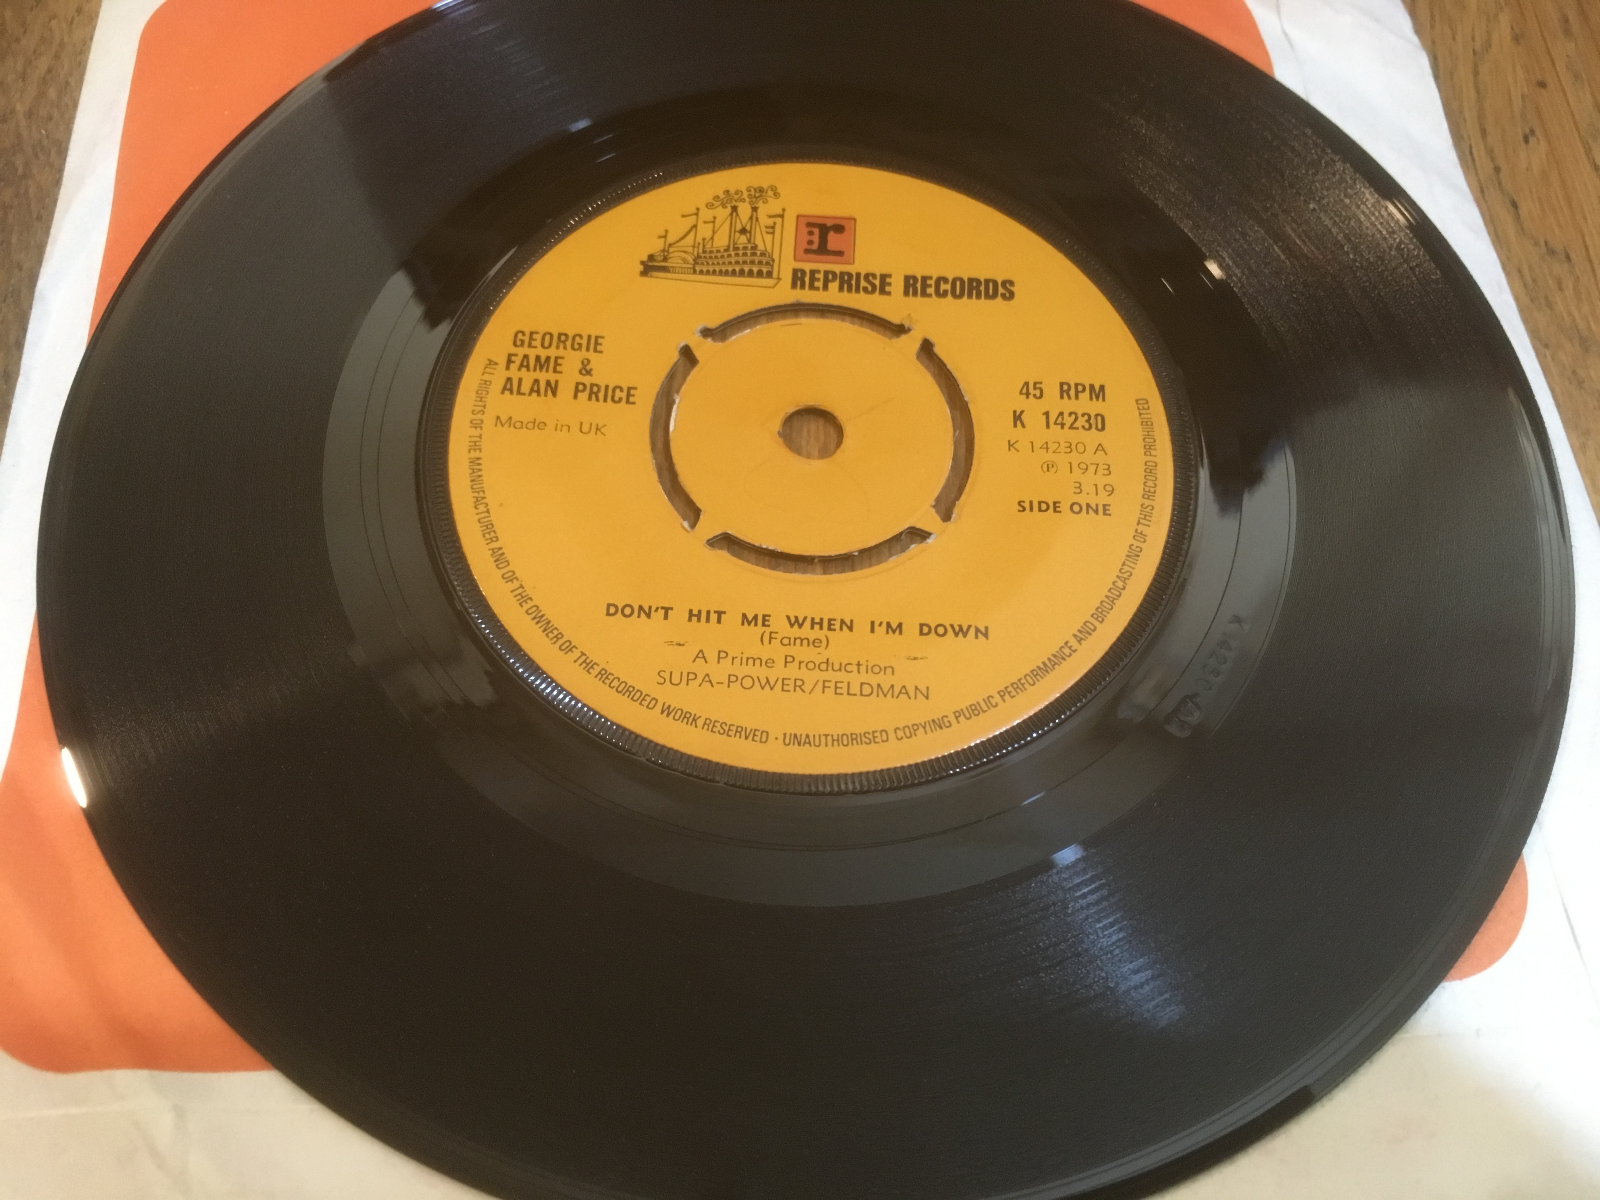 r
REPRISE RECORDS
GEORGIE
FAME &
ALAN PRICE
Made in UK
45 RPM
K 14230
K 14230 A
℗ 1973
3.19
SIDE ONE
DON'T HIT ME WHEN I'M DOWN
(Fame)
A Prime Production
SUPA-POWER/FELDMAN
ALL RIGHTS OF THE MANUFACTURER AND OF THE OWNER OF THE RECORDED WORK RESERVED · UNAUTHORISED COPYING PUBLIC PERFORMANCE AND BROADCASTING OF THIS RECORD PROHIBITED